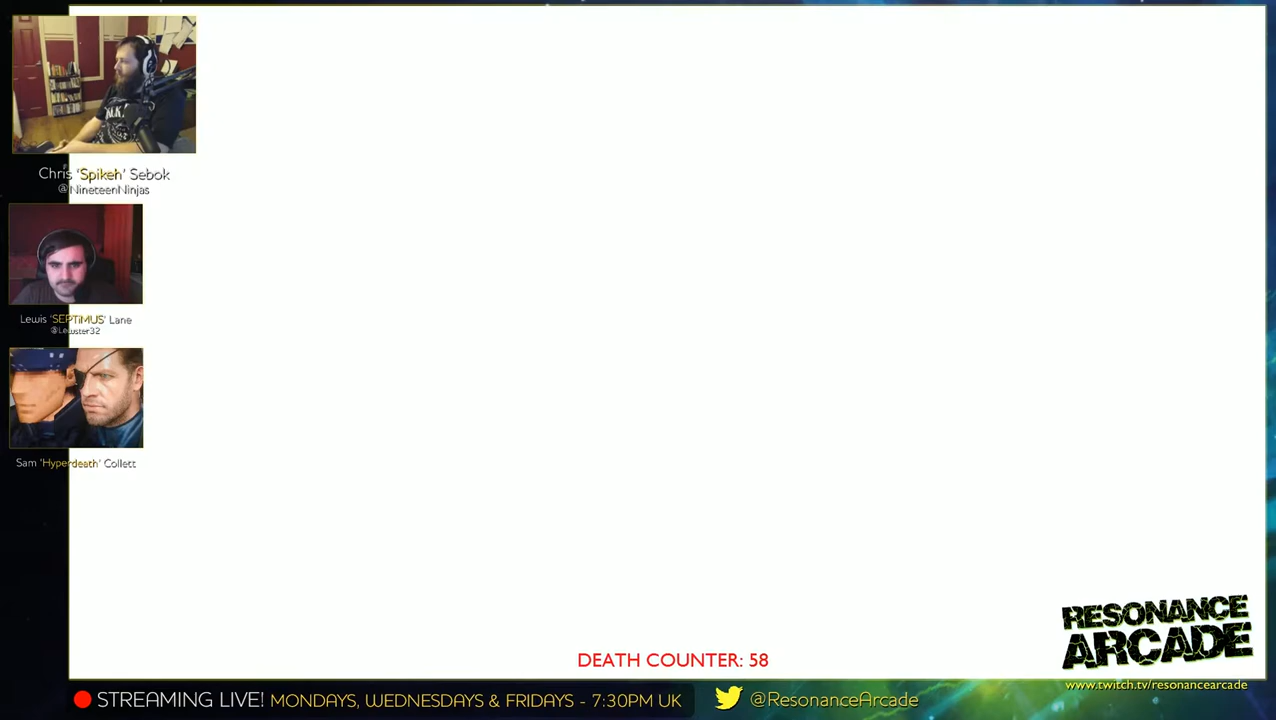 Chris 'Spikeh' Sebok
@NineteenNinjas
Lewis 'SEPTiMUS' Lane
@Lewster32
Sam 'Hyperdeath' Collett
RESONANCE
ARCADE
www.twitch.tv/resonancearcade
DEATH COUNTER: 58
STREAMING LIVE! MONDAYS, WEDNESDAYS & FRIDAYS - 7:30PM UK
@ResonanceArcade